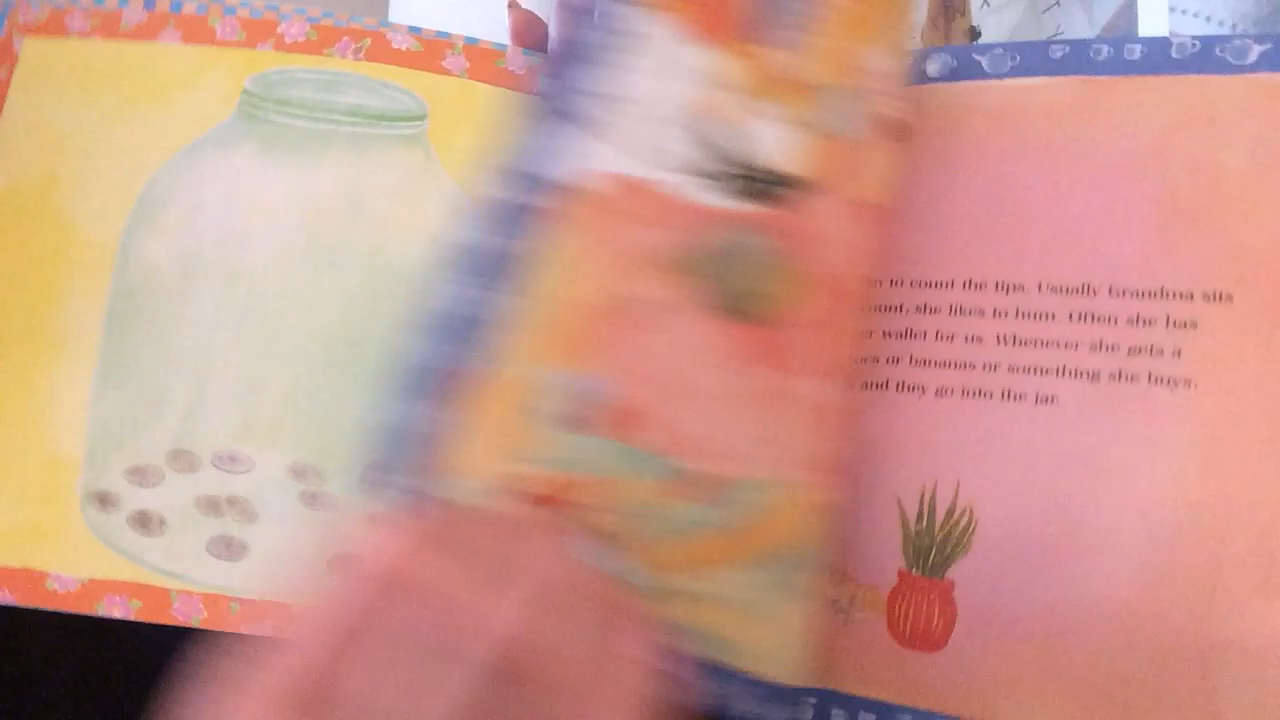 to count the tips. Usually Grandma sits
she likes to hum. Often she has
wallet for us. Whenever she gets a
or bananas or something she buys,
and they go into the jar.